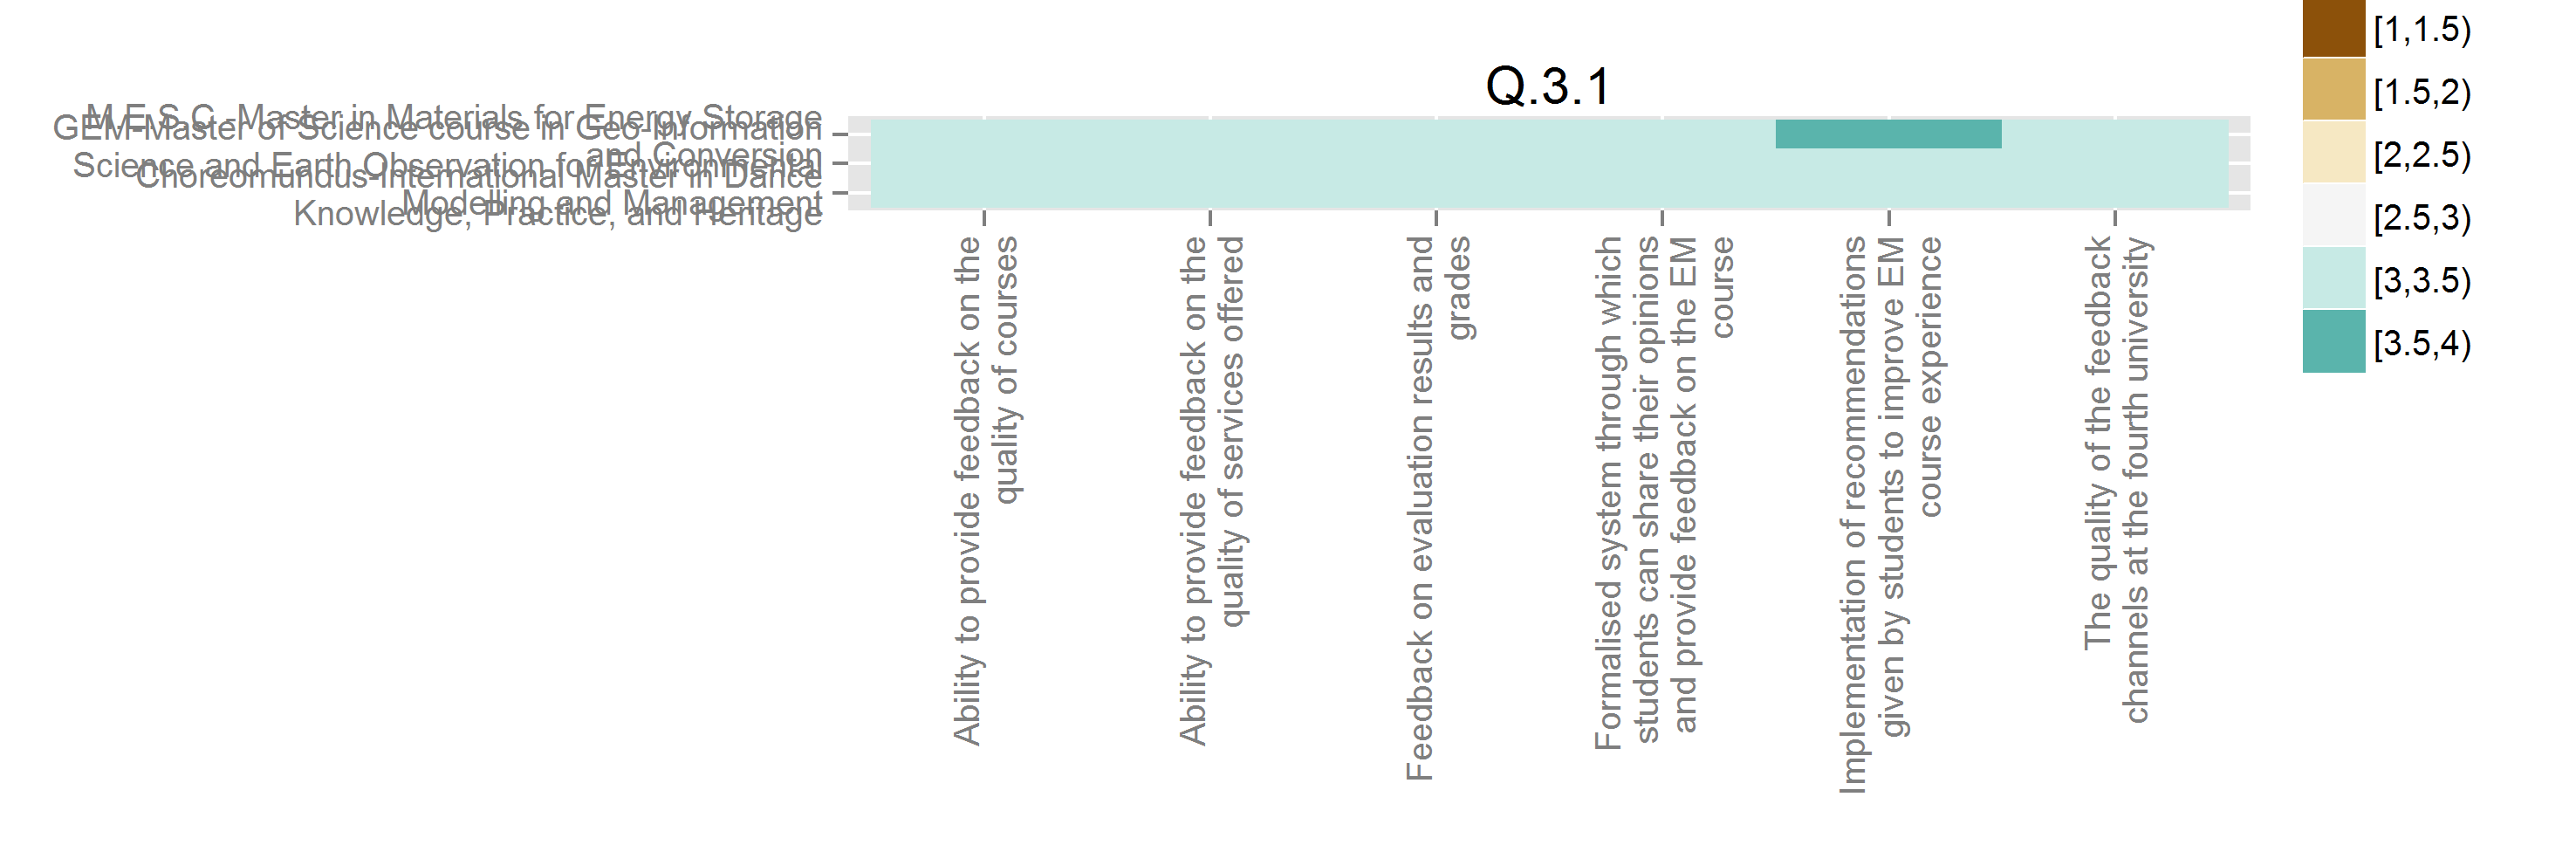 Q.3.1
M.E.S.C.-Master in Materials for Energy Storage
and Conversion
GEM-Master of Science course in Geo-Information
Science and Earth Observation for Environmental
Modelling and Management
Choreomundus-International Master in Dance
Knowledge, Practice, and Heritage
Ability to provide feedback on the
quality of courses
Ability to provide feedback on the
quality of services offered
Feedback on evaluation results and
grades
Formalised system through which
students can share their opinions
and provide feedback on the EM
course
Implementation of recommendations
given by students to improve EM
course experience
The quality of the feedback
channels at the fourth university
[1,1.5)
[1.5,2)
[2,2.5)
[2.5,3)
[3,3.5)
[3.5,4)